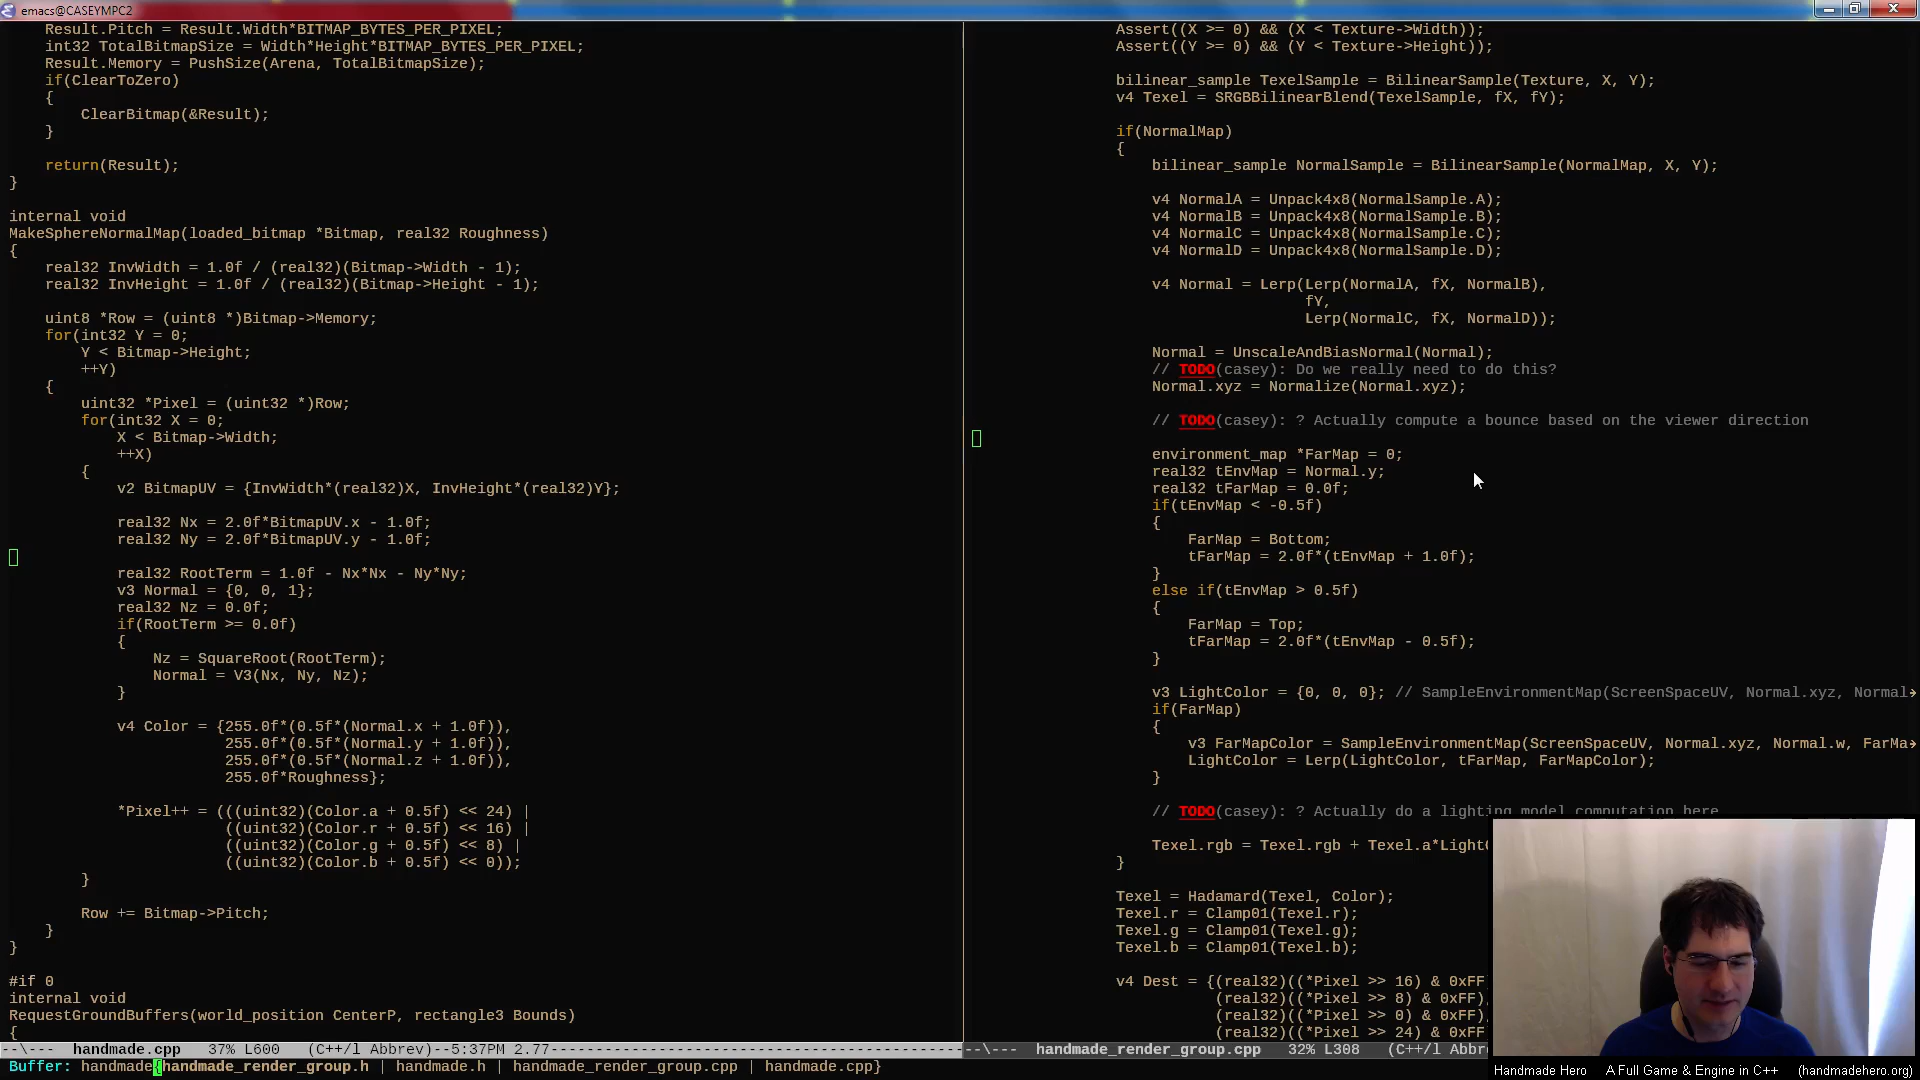 emacs@CASEYMPC2
Result.Pitch = Result.Width*BITMAP_BYTES_PER_PIXEL;
int32 TotalBitmapSize = Width*Height*BITMAP_BYTES_PER_PIXEL;
Result.Memory = PushSize(Arena, TotalBitmapSize);
if(ClearToZero)
{
ClearBitmap(&Result);
}
return(Result);
}
internal void
MakeSphereNormalMap(loaded_bitmap *Bitmap, real32 Roughness)
{
real32 InvWidth = 1.0f / (real32)(Bitmap->Width - 1);
real32 InvHeight = 1.0f / (real32)(Bitmap->Height - 1);
uint8 *Row = (uint8 *)Bitmap->Memory;
for(int32 Y = 0;
Y < Bitmap->Height;
++Y)
{
uint32 *Pixel = (uint32 *)Row;
for(int32 X = 0;
X < Bitmap->Width;
++X)
{
v2 BitmapUV = {InvWidth*(real32)X, InvHeight*(real32)Y};
real32 Nx = 2.0f*BitmapUV.x - 1.0f;
real32 Ny = 2.0f*BitmapUV.y - 1.0f;
real32 RootTerm = 1.0f - Nx*Nx - Ny*Ny;
v3 Normal = {0, 0, 1};
real32 Nz = 0.0f;
if(RootTerm >= 0.0f)
{
Nz = SquareRoot(RootTerm);
Normal = V3(Nx, Ny, Nz);
}
v4 Color = {255.0f*(0.5f*(Normal.x + 1.0f)),
255.0f*(0.5f*(Normal.y + 1.0f)),
255.0f*(0.5f*(Normal.z + 1.0f)),
255.0f*Roughness};
*Pixel++ = (((uint32)(Color.a + 0.5f) << 24) |
((uint32)(Color.r + 0.5f) << 16) |
((uint32)(Color.g + 0.5f) << 8) |
((uint32)(Color.b + 0.5f) << 0));
}
Row += Bitmap->Pitch;
}
}
#if 0
internal void
RequestGroundBuffers(world_position CenterP, rectangle3 Bounds)
{
--\--- handmade.cpp 37% L600 (C++/l Abbrev)--5:37PM 2.77
Assert((X >= 0) && (X < Texture->Width));
Assert((Y >= 0) && (Y < Texture->Height));
bilinear_sample TexelSample = BilinearSample(Texture, X, Y);
v4 Texel = SRGBBilinearBlend(TexelSample, fX, fY);
if(NormalMap)
{
bilinear_sample NormalSample = BilinearSample(NormalMap, X, Y);
v4 NormalA = Unpack4x8(NormalSample.A);
v4 NormalB = Unpack4x8(NormalSample.B);
v4 NormalC = Unpack4x8(NormalSample.C);
v4 NormalD = Unpack4x8(NormalSample.D);
v4 Normal = Lerp(Lerp(NormalA, fX, NormalB),
fY,
Lerp(NormalC, fX, NormalD));
Normal = UnscaleAndBiasNormal(Normal);
// TODO(casey): Do we really need to do this?
Normal.xyz = Normalize(Normal.xyz);
// TODO(casey): ? Actually compute a bounce based on the viewer direction
environment_map *FarMap = 0;
real32 tEnvMap = Normal.y;
real32 tFarMap = 0.0f;
if(tEnvMap < -0.5f)
{
FarMap = Bottom;
tFarMap = 2.0f*(tEnvMap + 1.0f);
}
else if(tEnvMap > 0.5f)
{
FarMap = Top;
tFarMap = 2.0f*(tEnvMap - 0.5f);
}
v3 LightColor = {0, 0, 0}; // SampleEnvironmentMap(ScreenSpaceUV, Normal.xyz, Normal
if(FarMap)
{
v3 FarMapColor = SampleEnvironmentMap(ScreenSpaceUV, Normal.xyz, Normal.w, FarMa
LightColor = Lerp(LightColor, tFarMap, FarMapColor);
}
// TODO(casey): ? Actually do a lighting model computation here
Texel.rgb = Texel.rgb + Texel.a*Light
}
Texel = Hadamard(Texel, Color);
Texel.r = Clamp01(Texel.r);
Texel.g = Clamp01(Texel.g);
Texel.b = Clamp01(Texel.b);
v4 Dest = {(real32)((*Pixel >> 16) & 0xFF)
(real32)((*Pixel >> 8) & 0xFF)
(real32)((*Pixel >> 0) & 0xFF)
(real32)((*Pixel >> 24) & 0xFF)
--\--- handmade_render_group.cpp 32% L308 (C++/l Abbre
Buffer: handmade{handmade_render_group.h | handmade.h | handmade_render_group.cpp | handmade.cpp}
Handmade Hero A Full Game & Engine in C++ (handmadehero.org)